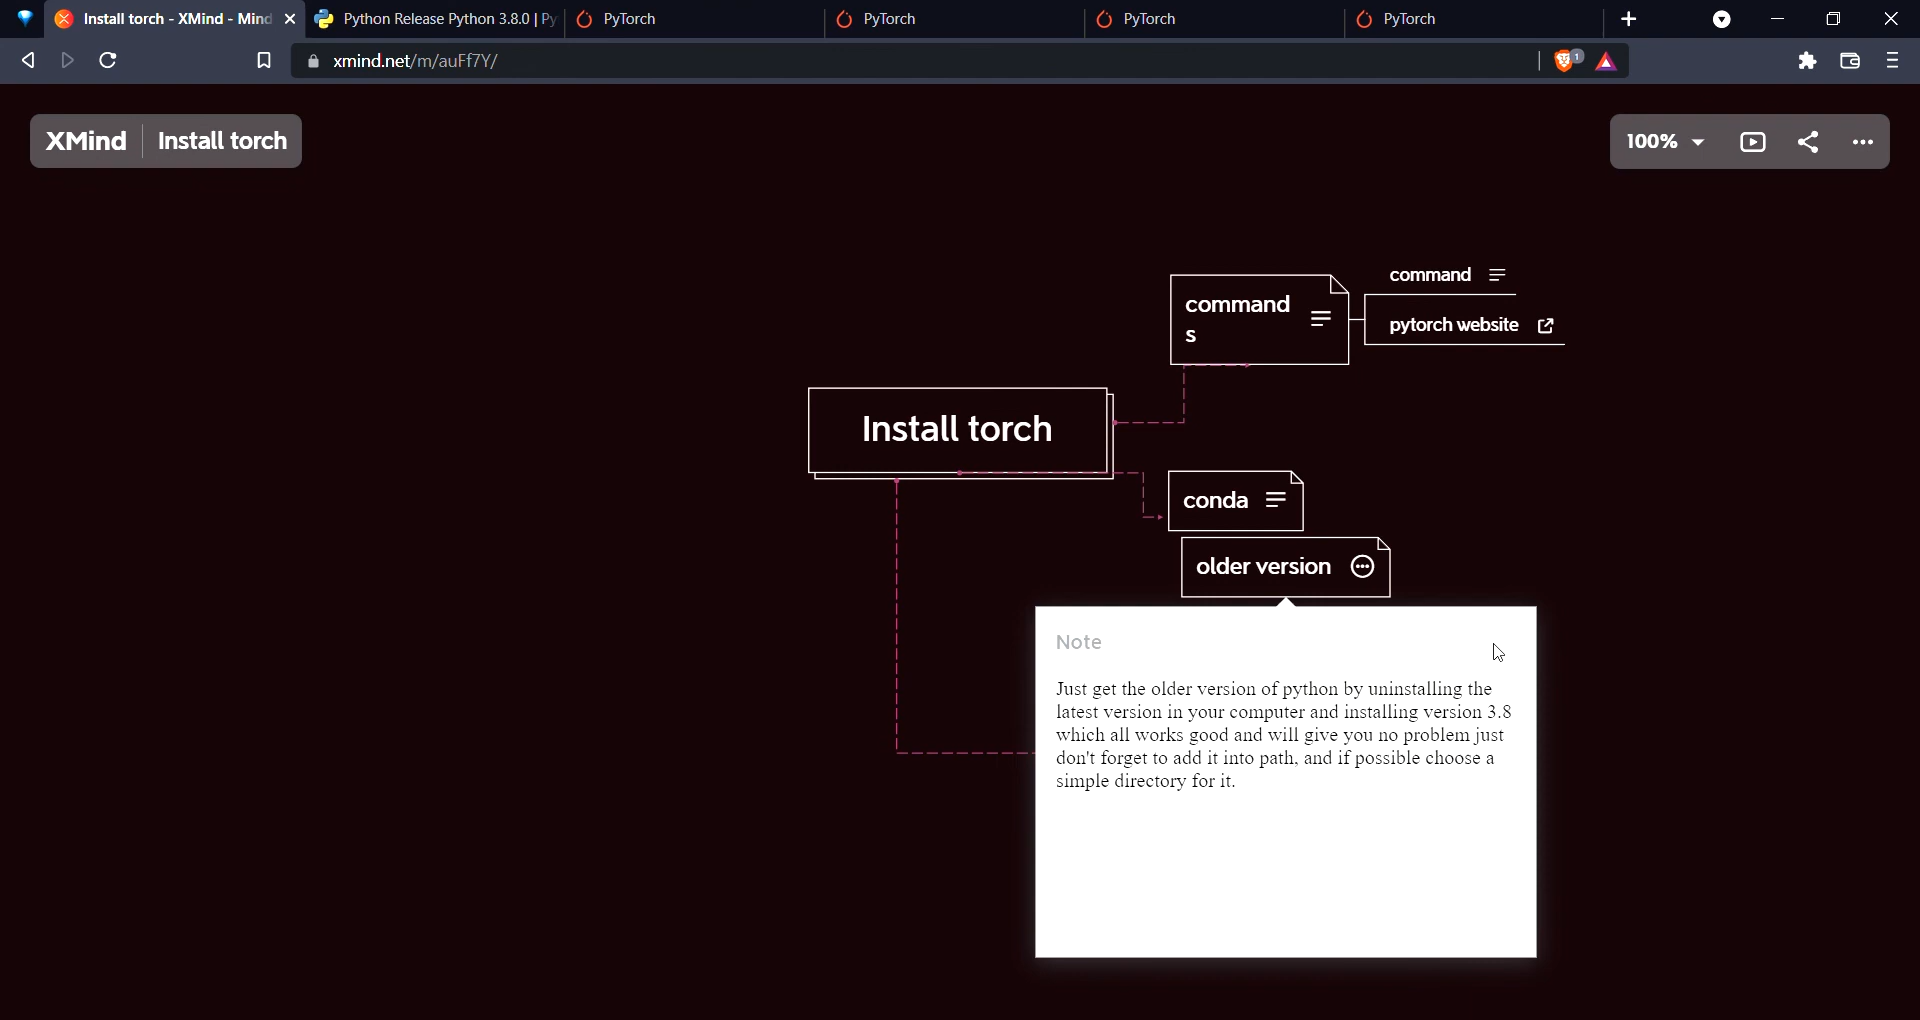 Install torch - XMind - Mind
Python Release Python 3.8.0 | Py
PyTorch
PyTorch
PyTorch
PyTorch
xmind.net/m/auFf7Y/
1
XMind
Install torch
100%
command
command
s
pytorch website
Install torch
conda
older version
Note
Just get the older version of python by uninstalling the
latest version in your computer and installing version 3.8
which all works good and will give you no problem just
don't forget to add it into path, and if possible choose a
simple directory for it.